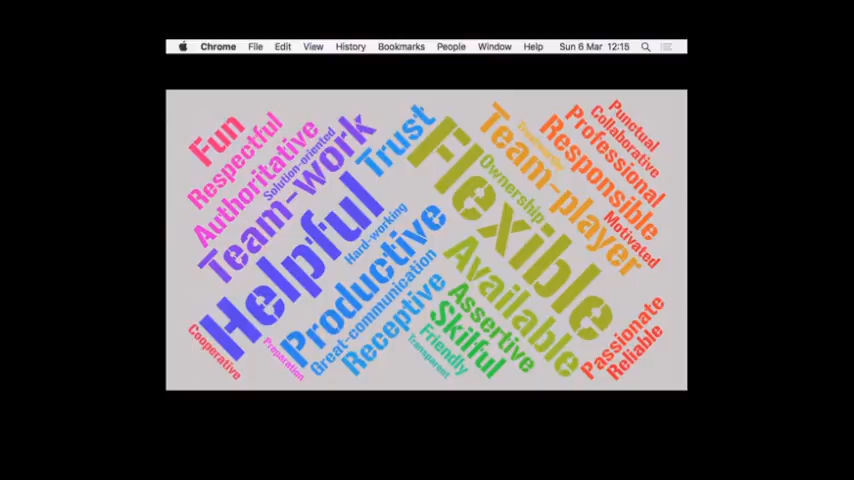 Chrome File Edit View History Bookmarks People Window Help Sun 6 Mar 12:15
Fun
Respectful
Authoritative
Solution-oriented
Team-work
Helpful
Trust
Hard-working
Productive
Great-communication
Receptive
Cooperative
Preparation
Flexible
Ownership
Available
Assertive
Skilful
Friendly
Transparent
Team-player
Trustworthy
Responsible
Professional
Collaborative
Punctual
Motivated
Passionate
Reliable